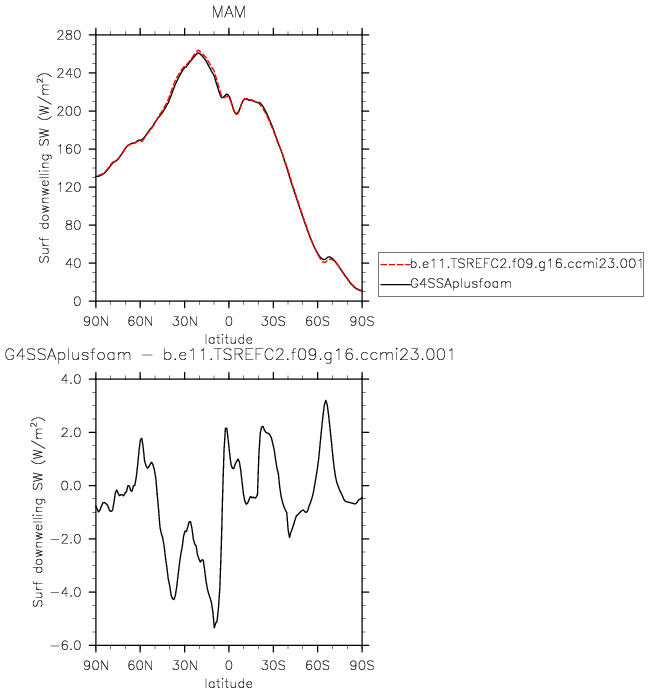 MAM
280
240
200
160
120
80
40
0
Surf downwelling SW (W/m²)
90N 60N 30N 0 30S 60S 90S
latitude
b.e11.TSREFC2.f09.g16.ccmi23.001
G4SSAplusfoam
G4SSAplusfoam – b.e11.TSREFC2.f09.g16.ccmi23.001
4.0
2.0
0.0
−2.0
−4.0
−6.0
Surf downwelling SW (W/m²)
90N 60N 30N 0 30S 60S 90S
latitude